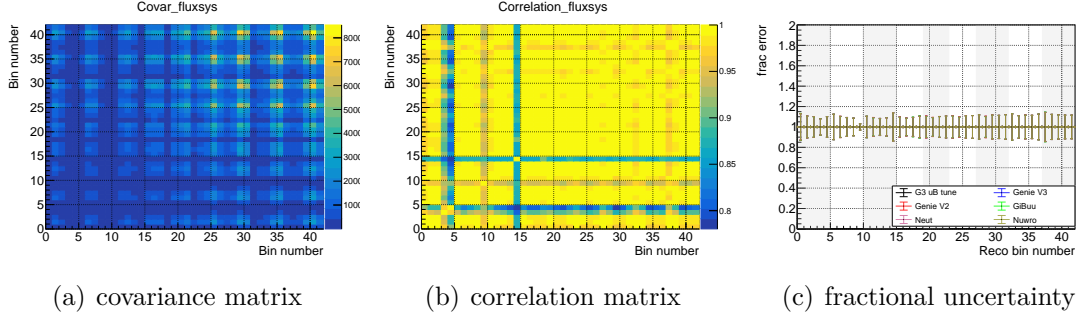 Covar_fluxsys
Bin number
40
35
30
25
20
15
10
5
0
0 5 10 15 20 25 30 35 40
Bin number
8000
7000
6000
5000
4000
3000
2000
1000
Correlation_fluxsys
Bin number
40
35
30
25
20
15
10
5
0
0 5 10 15 20 25 30 35 40
Bin number
1
0.95
0.9
0.85
0.8
frac error
2
1.8
1.6
1.4
1.2
1
0.8
0.6
0.4
0.2
0
0 5 10 15 20 25 30 35 40
Reco bin number
G3 uB tune Genie V3
Genie V2 GiBuu
Neut Nuwro
(a) covariance matrix (b) correlation matrix (c) fractional uncertainty